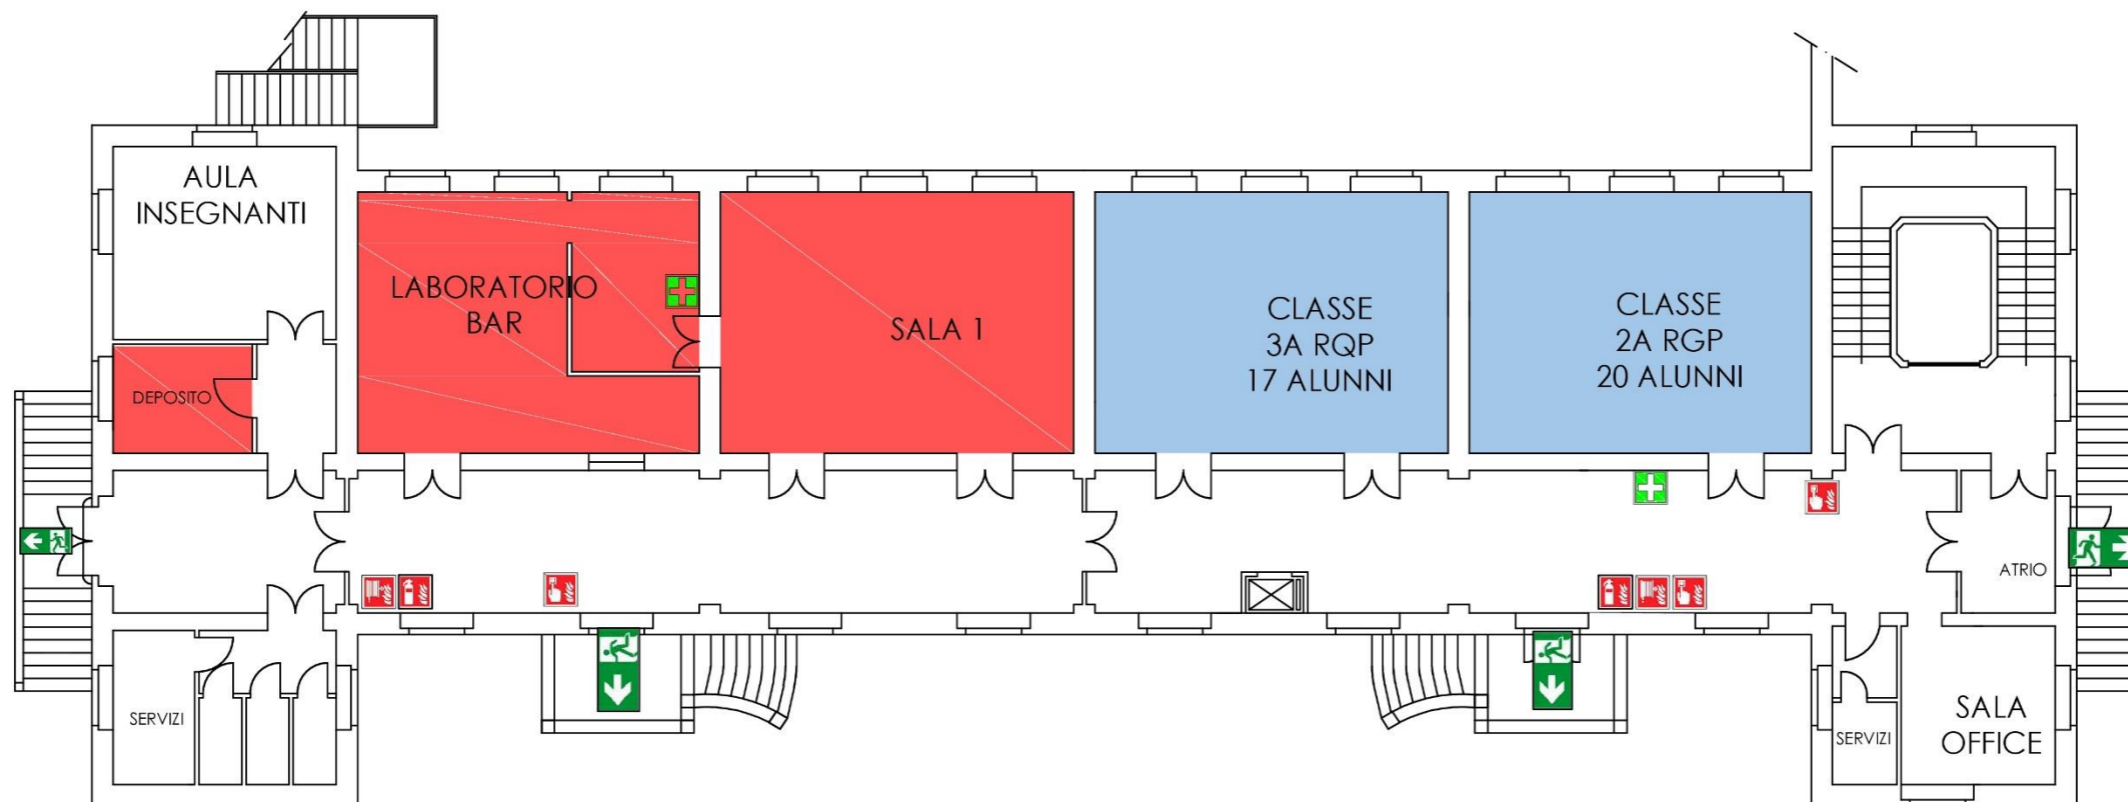 AULA
INSEGNANTI
LABORATORIO
BAR
SALA 1
CLASSE
3A RQP
17 ALUNNI
CLASSE
2A RGP
20 ALUNNI
DEPOSITO
ATRIO
SERVIZI
SERVIZI
SALA
OFFICE